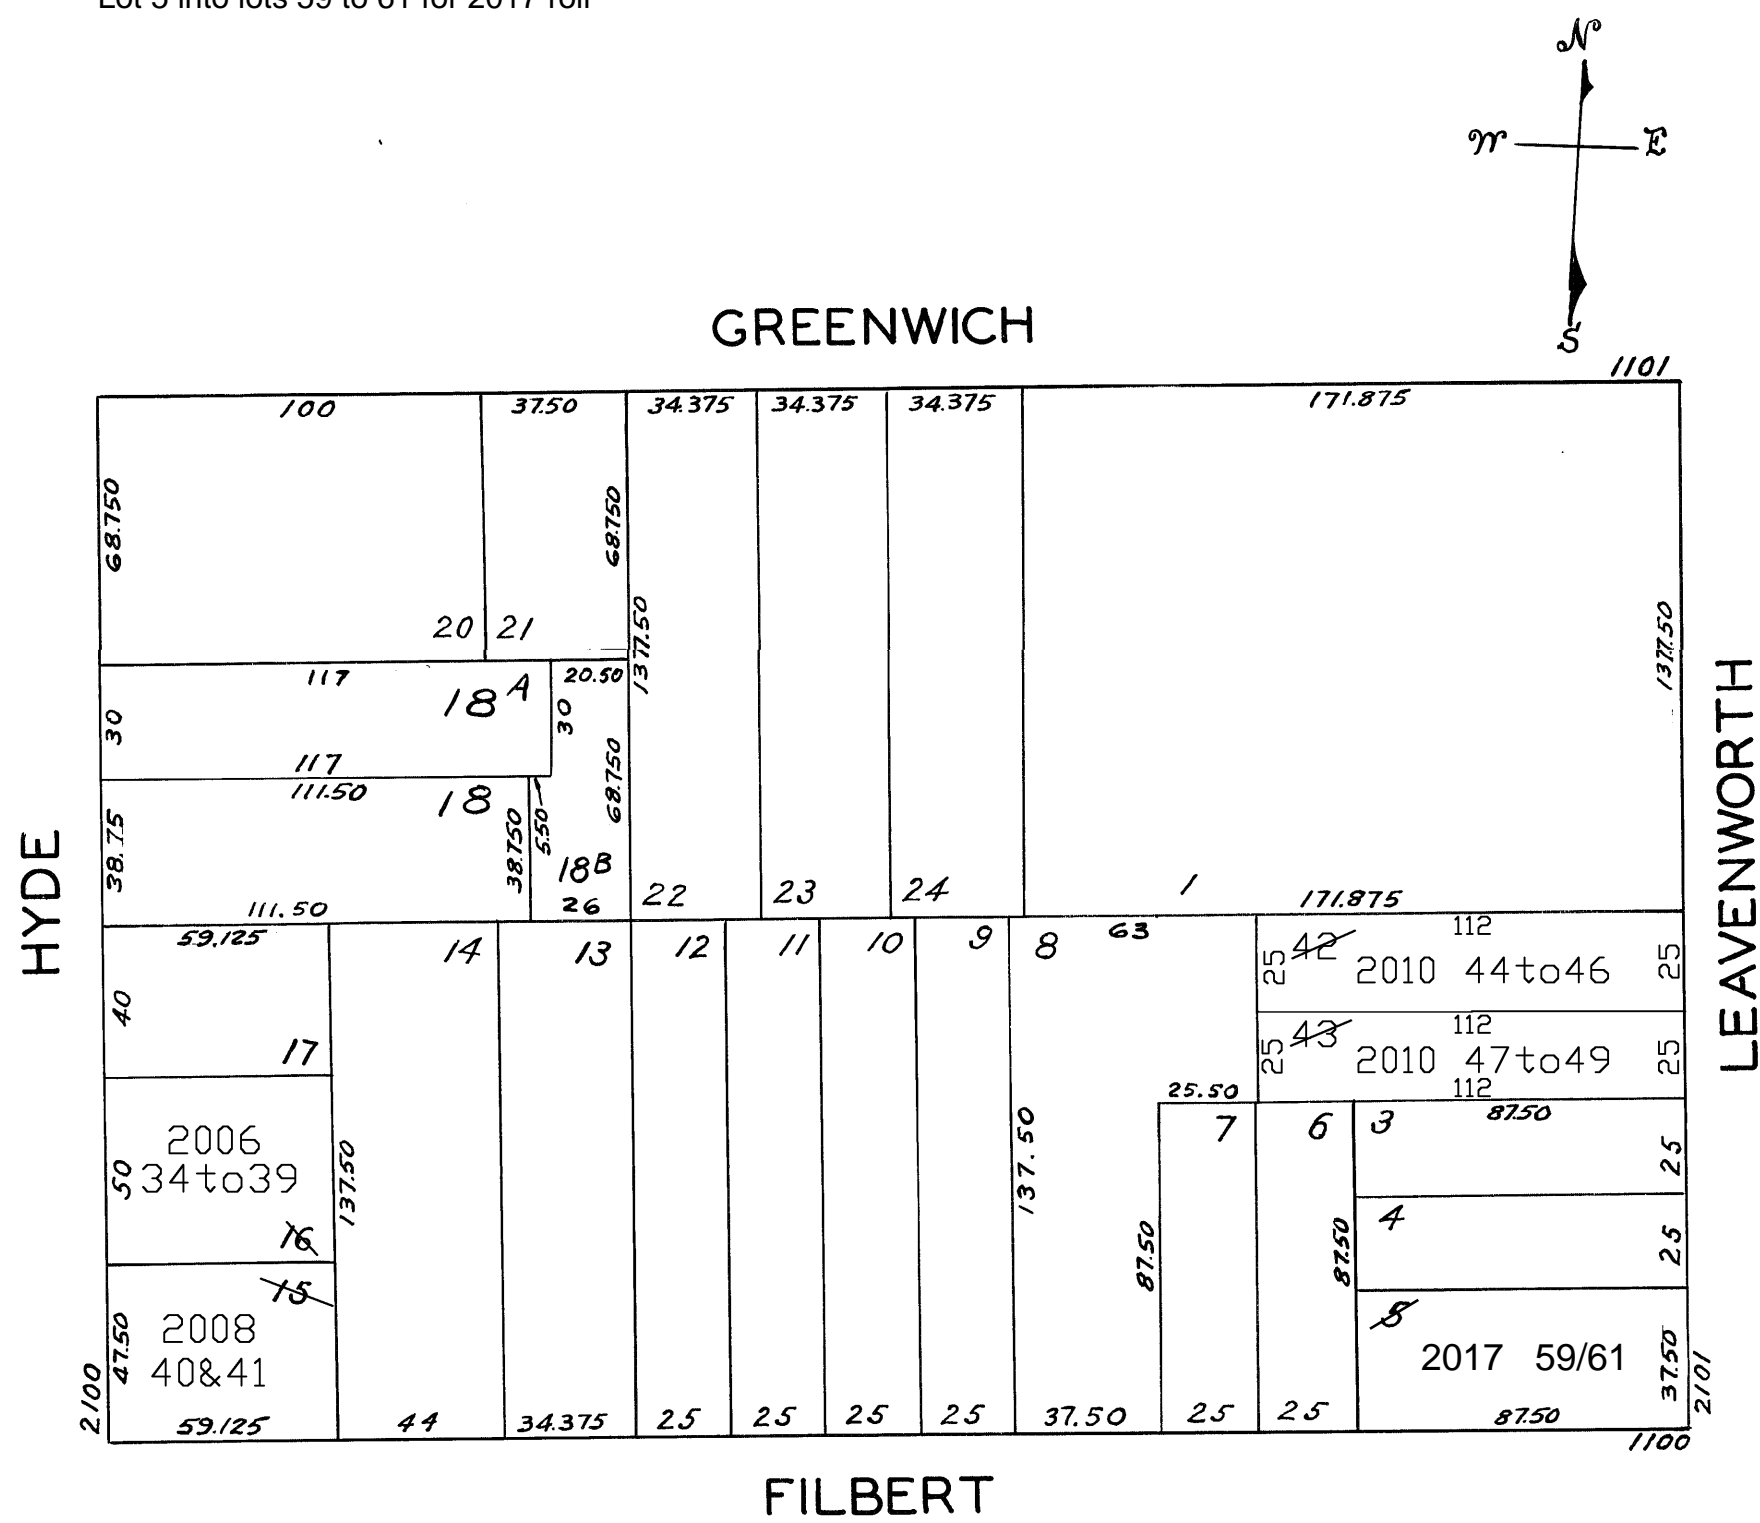 Lot 5 into lots 59 to 61 for 2017 roll
N
W E
S
GREENWICH
1101
100 37.50 34.375 34.375 34.375 171.875
68.750 68.750
20 21
137.50 137.50
117 20.50
18A 30
30
117
111.50 18
38.75 38.750 5.50 68.750
18B
111.50 26
22 23 24 1 171.875
HYDE
LEAVENWORTH
59.125 14 13 12 11 10 9 8 63
112
25 42 2010 44to46 25
112
25 43 2010 47to49 25
112
40
17
25.50 87.50
7 6 3
25
2006
50 34to39
16
137.50 137.50
87.50 87.50
4 25
15
2008
47.50 40&41
5
2017 59/61 37.50
2100 2101
59.125 44 34.375 25 25 25 25 37.50 25 25 87.50
1100
FILBERT